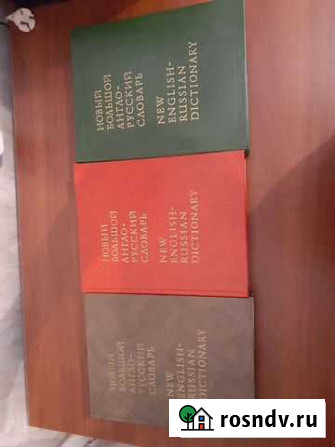 НОВЫЙ
БОЛЬШОЙ
АНГЛО-
РУССКИЙ
СЛОВАРЬ
NEW
ENGLISH-
RUSSIAN
DICTIONARY
НОВЫЙ
БОЛЬШОЙ
АНГЛО-
РУССКИЙ
СЛОВАРЬ
NEW
ENGLISH-
RUSSIAN
DICTIONARY
НОВЫЙ
БОЛЬШОЙ
АНГЛО-
РУССКИЙ
СЛОВАРЬ
NEW
ENGLISH-
RUSSIAN
DICTIONARY
rosndv.ru